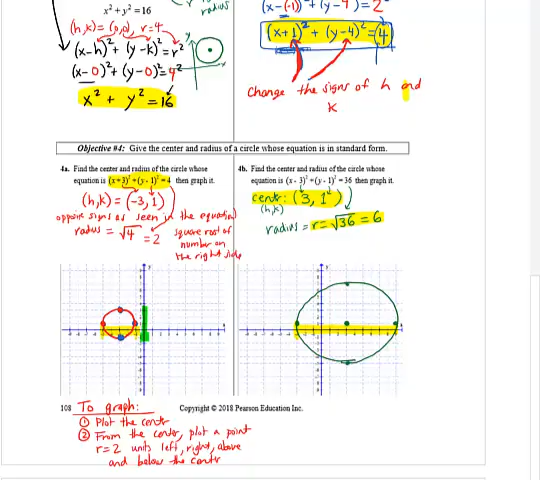 radius
x² + y² = 16
(h,k) = (0,0), r=4
(x-h)² + (y-k)² = r²
(x-0)² + (y-0)² = 4²
x² + y² = 16
(x-(-1))² + (y-4)² = 2²
(x+1)² + (y-4)² = 4
change the signs of h and
k
Objective #4: Give the center and radius of a circle whose equation is in standard form.
4a. Find the center and radius of the circle whose
equation is (x+3)² + (y - 1)² = 4 then graph it.
(h,k) = (-3, 1)
opposite signs as seen in the equation
radius = √4 = 2
square root of
number on
the right side
4b. Find the center and radius of the circle whose
equation is (x - 3)² + (y - 1)² = 36 then graph it.
center: (3, 1)
(h,k)
radius = r = √36 = 6
108
Copyright © 2018 Pearson Education Inc.
To graph:
① Plot the center
② From the center, plot a point
r=2 units left, right, above
and below the center